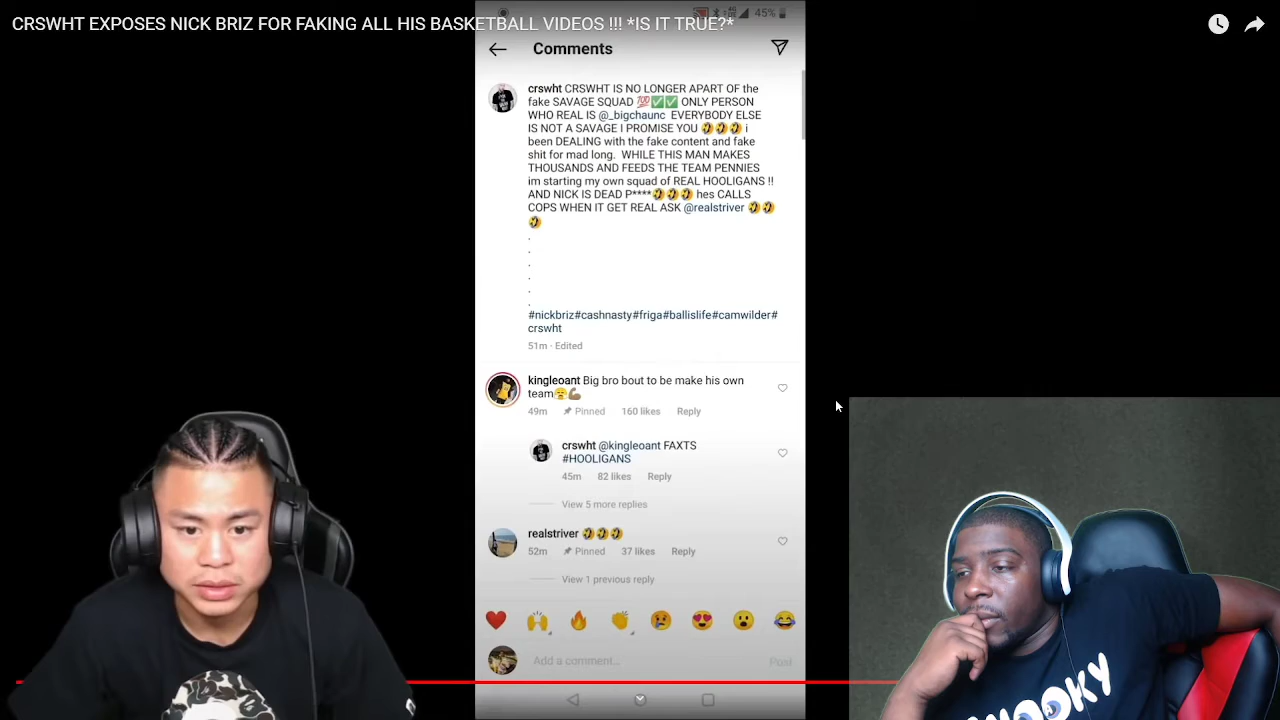 CRSWHT EXPOSES NICK BRIZ FOR FAKING ALL HIS BASKETBALL VIDEOS !!! *IS IT TRUE?*
45%
Comments
crswht CRSWHT IS NO LONGER APART OF the
fake SAVAGE SQUAD 💯✅✅ ONLY PERSON
WHO REAL IS @_bigchaunc EVERYBODY ELSE
IS NOT A SAVAGE I PROMISE YOU 🤣🤣🤣 i
been DEALING with the fake content and fake
shit for mad long. WHILE THIS MAN MAKES
THOUSANDS AND FEEDS THE TEAM PENNIES
im starting my own squad of REAL HOOLIGANS !!
AND NICK IS DEAD P****🤣🤣🤣 hes CALLS
COPS WHEN IT GET REAL ASK @realstriver 🤣🤣
🤣
.
.
.
.
.
.
#nickbriz#cashnasty#friga#ballislife#camwilder#
crswht
51m · Edited
kingleoant Big bro bout to be make his own
team😤💪🏽
49m Pinned 160 likes Reply
crswht @kingleoant FAXTS
#HOOLIGANS
45m 82 likes Reply
View 5 more replies
realstriver 🤣🤣🤣
52m Pinned 37 likes Reply
View 1 previous reply
❤️ 🙌 🔥 👏 😢 😍 😮 😂
Add a comment...
Post